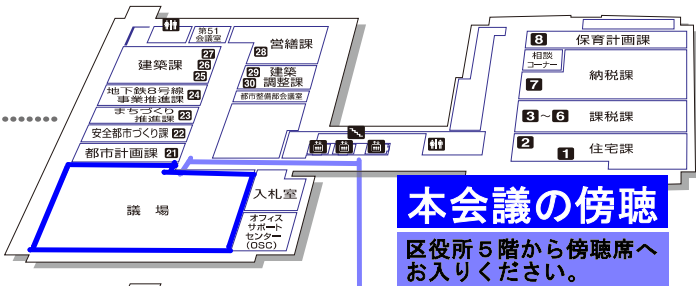 第51
会議室
建築課
27
26
25
地下鉄8号線
事業推進課
24
まちづくり
推進課
23
安全都市づくり課
22
都市計画課
21
営繕課
28
29
30
建築
調整課
都市整備部会議室
議場
入札室
オフィス
サポート
センター
(OSC)
8
保育計画課
相談
コーナー
7
納税課
3～6
課税課
2
1
住宅課
本会議の傍聴
区役所５階から傍聴席へ
お入りください。